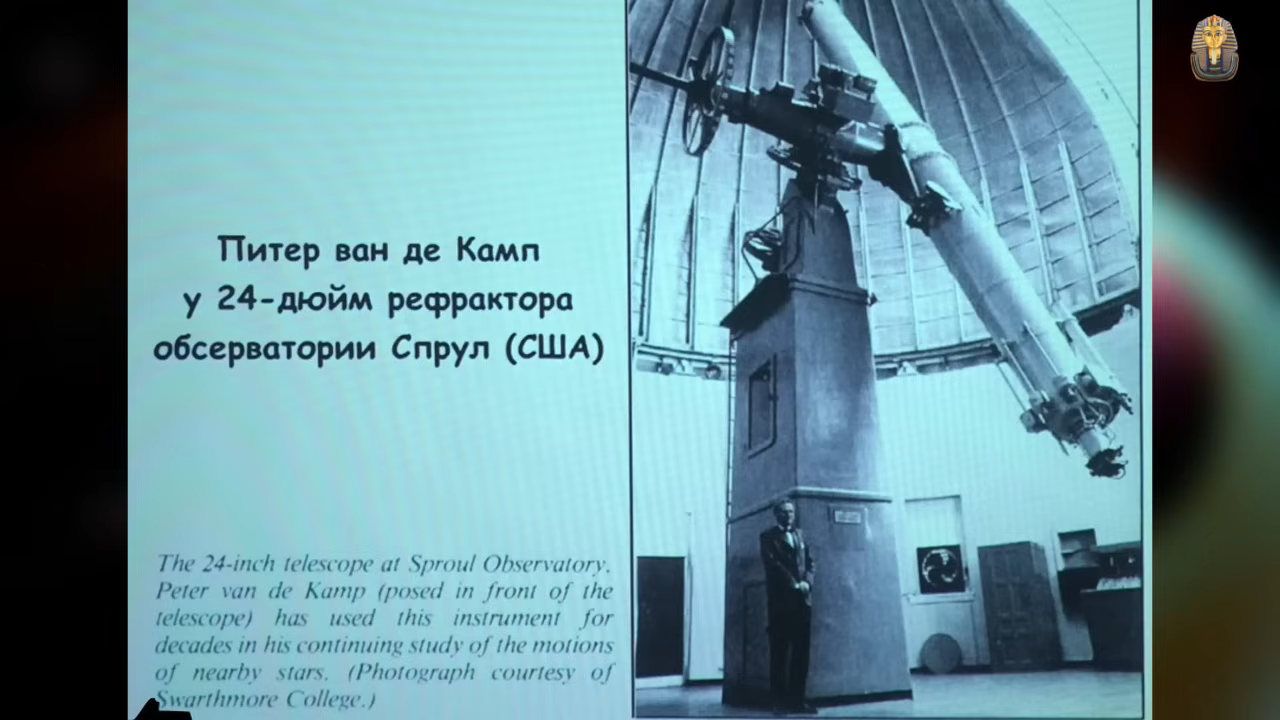 Питер ван де Камп
у 24-дюйм рефрактора
обсерватории Спрул (США)
The 24-inch telescope at Sproul Observatory.
Peter van de Kamp (posed in front of the
telescope) has used this instrument for
decades in his continuing study of the motions
of nearby stars. (Photograph courtesy of
Swarthmore College.)